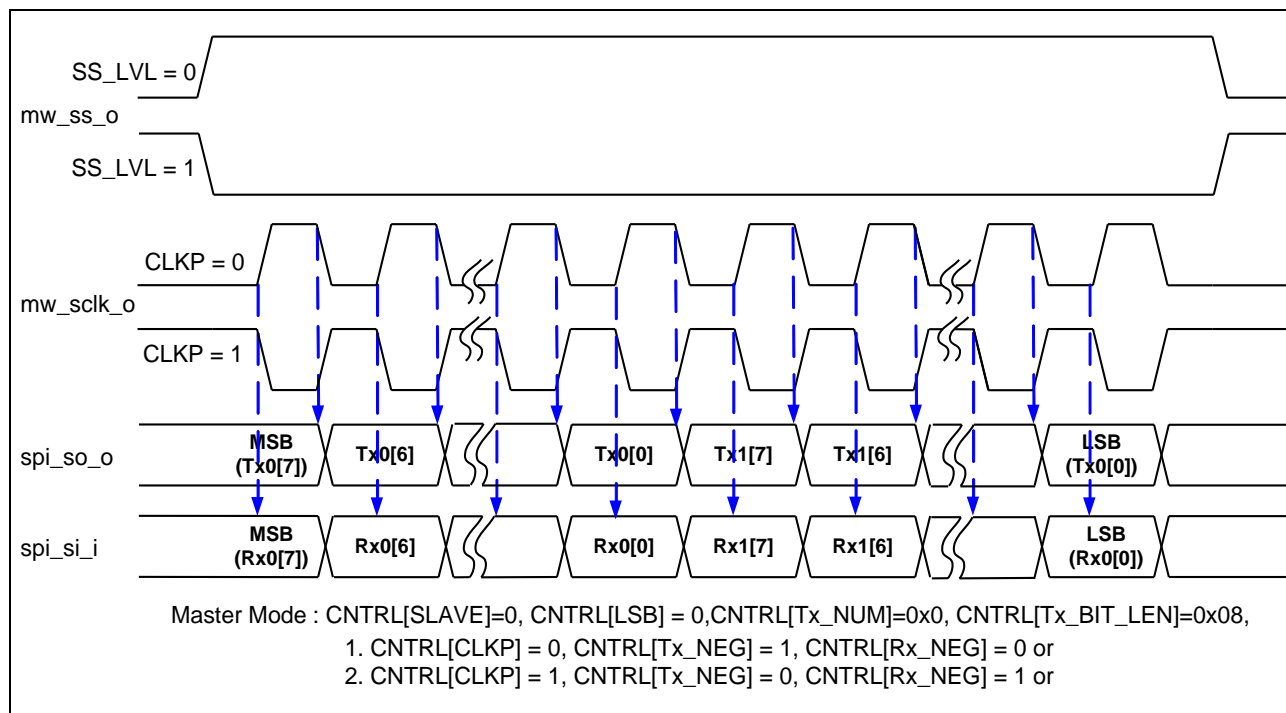 SS_LVL = 0
mw_ss_o
SS_LVL = 1
CLKP = 0
mw_sclk_o
CLKP = 1
spi_so_o
MSB
(Tx0[7])
Tx0[6]
Tx0[0]
Tx1[7]
Tx1[6]
LSB
(Tx0[0])
spi_si_i
MSB
(Rx0[7])
Rx0[6]
Rx0[0]
Rx1[7]
Rx1[6]
LSB
(Rx0[0])
Master Mode : CNTRL[SLAVE]=0, CNTRL[LSB] = 0,CNTRL[Tx_NUM]=0x0, CNTRL[Tx_BIT_LEN]=0x08,
1. CNTRL[CLKP] = 0, CNTRL[Tx_NEG] = 1, CNTRL[Rx_NEG] = 0 or
2. CNTRL[CLKP] = 1, CNTRL[Tx_NEG] = 0, CNTRL[Rx_NEG] = 1 or